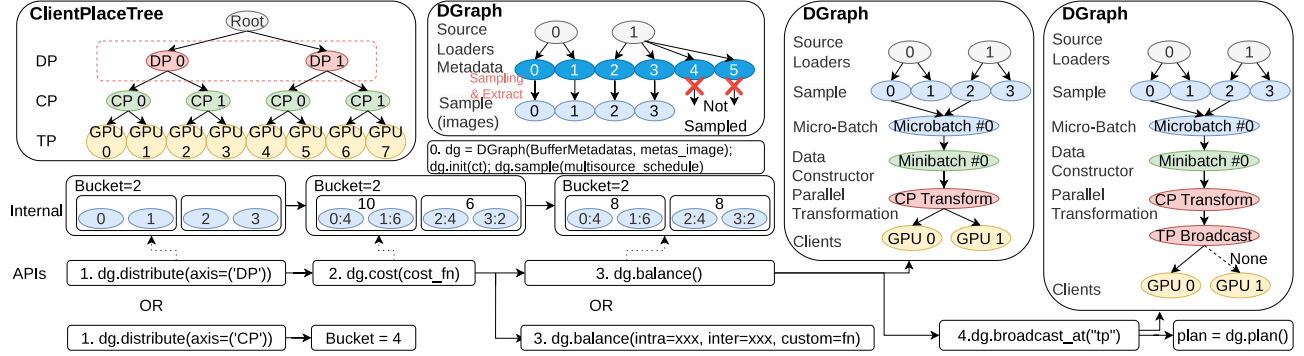 ClientPlaceTree
Root
DP
DP 0
DP 1
CP
CP 0
CP 1
CP 0
CP 1
TP
GPU 0
GPU 1
GPU 2
GPU 3
GPU 4
GPU 5
GPU 6
GPU 7
DGraph
Source
Loaders
0
1
Metadata
0
1
2
3
4
5
Sampling
& Extract
Sample
(images)
0
1
2
3
Not
Sampled
0. dg = DGraph(BufferMetadatas, metas_image);
dg.init(ct); dg.sample(multisource_schedule)
DGraph
Source
Loaders
0
1
Sample
0
1
2
3
Micro-Batch
Microbatch #0
Data
Constructor
Minibatch #0
Parallel
Transformation
CP Transform
Clients
GPU 0
GPU 1
DGraph
Source
Loaders
0
1
Sample
0
1
2
3
Micro-Batch
Microbatch #0
Data
Constructor
Minibatch #0
Parallel
Transformation
CP Transform
TP Broadcast
None
Clients
GPU 0
GPU 1
Internal
Bucket=2
0
1
2
3
Bucket=2
10
6
0:4
1:6
2:4
3:2
Bucket=2
8
8
0:4
1:6
2:4
3:2
APIs
1. dg.distribute(axis=('DP'))
2. dg.cost(cost_fn)
3. dg.balance()
OR
OR
1. dg.distribute(axis=('CP'))
Bucket = 4
3. dg.balance(intra=xxx, inter=xxx, custom=fn)
4.dg.broadcast_at("tp")
plan = dg.plan()